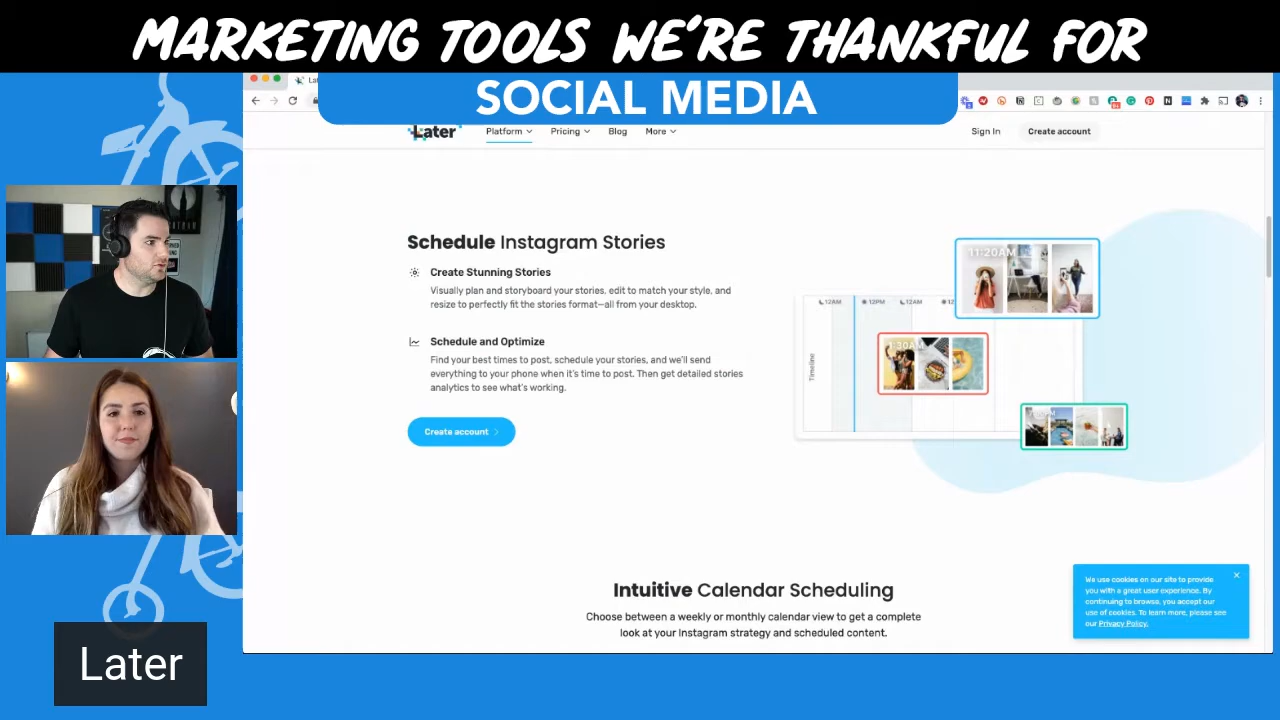 MARKETING TOOLS WE'RE THANKFUL FOR
SOCIAL MEDIA
Later
Platform Pricing Blog More Sign In Create account
Schedule Instagram Stories
Create Stunning Stories
Visually plan and storyboard your stories, edit to match your style, and
resize to perfectly fit the stories format—all from your desktop.
Schedule and Optimize
Find your best times to post, schedule your stories, and we'll send
everything to your phone when it's time to post. Then get detailed stories
analytics to see what's working.
Create account
11:20AM
12AM 12PM 12AM
1:30AM
Timeline
Intuitive Calendar Scheduling
Choose between a weekly or monthly calendar view to get a complete
look at your Instagram strategy and scheduled content.
We use cookies on our site to provide
you with a great user experience. By
continuing to browse, you accept our
use of cookies. To learn more, please see
our Privacy Policy.
Later